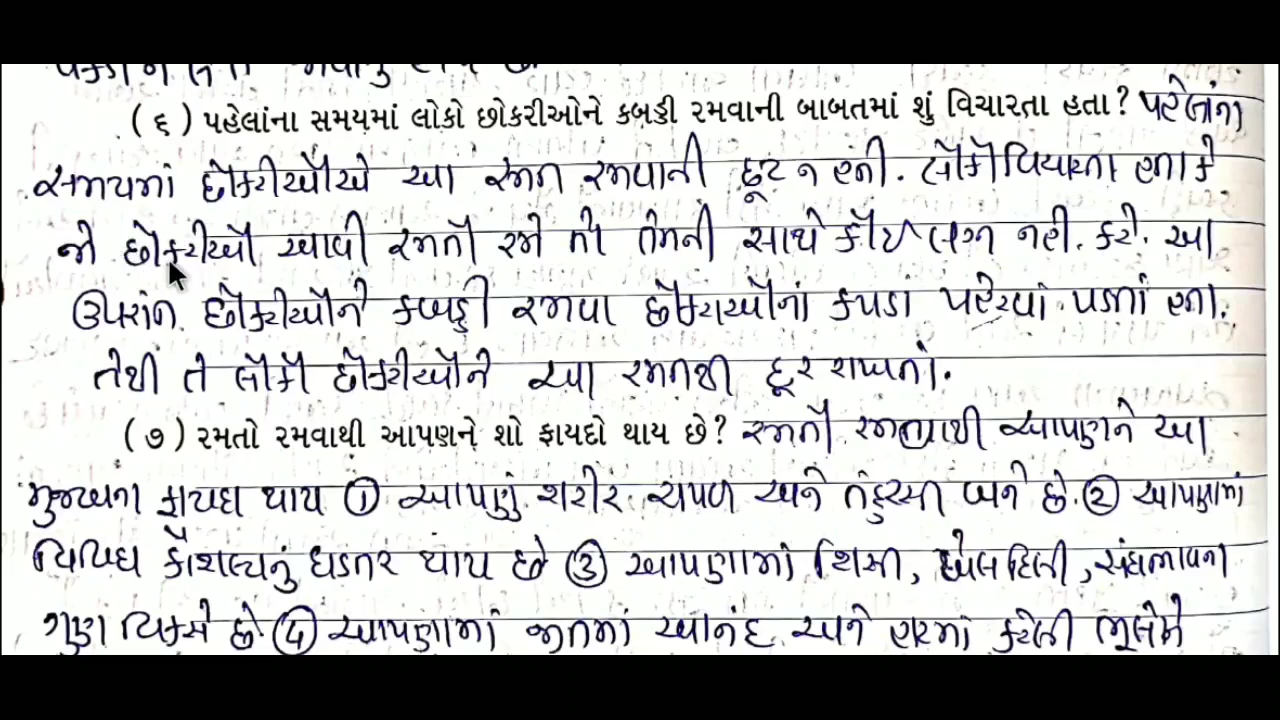 (૬) પહેલાંના સમયમાં લોકો છોકરીઓને કબડ્ડી રમવાની બાબતમાં શું વિચારતા હતા? પહેલાંના
સમયમાં છોકરીઓએ આ રમત રમવાની છૂટ ન હતી. લોકો વિચારતા હતા કે
જો છોકરીઓ આવી રમતો રમે તો તેમની સાથે કોઈ લગ્ન નહી. કરે. આ
ઉપરાંત છોકરીઓને કબડ્ડી રમવા છોકરાઓનાં કપડાં પહેરવાં પડતાં હતા.
તેથી તે લોકો છોકરીઓને આ રમતથી દૂર રાખતાં.
(૭) રમતો રમવાથી આપણને શો ફાયદો થાય છે? રમતો રમવાથી આપણને આ
મુજબના ફાયદા થાય ① આપણું શરીર ચપળ અને તંદુરસ્તી બને છે. ② આપણામાં
વિવિધ કૌશલ્યનું ઘડતર થાય છે ③ આપણામાં શિસ્તી, ખેલદિલી, સંઘભાવના
ગુણ વિકસે છે ④ આપણામાં જીતમાં આનંદ અને હારમાં કરેલી ભૂલોને